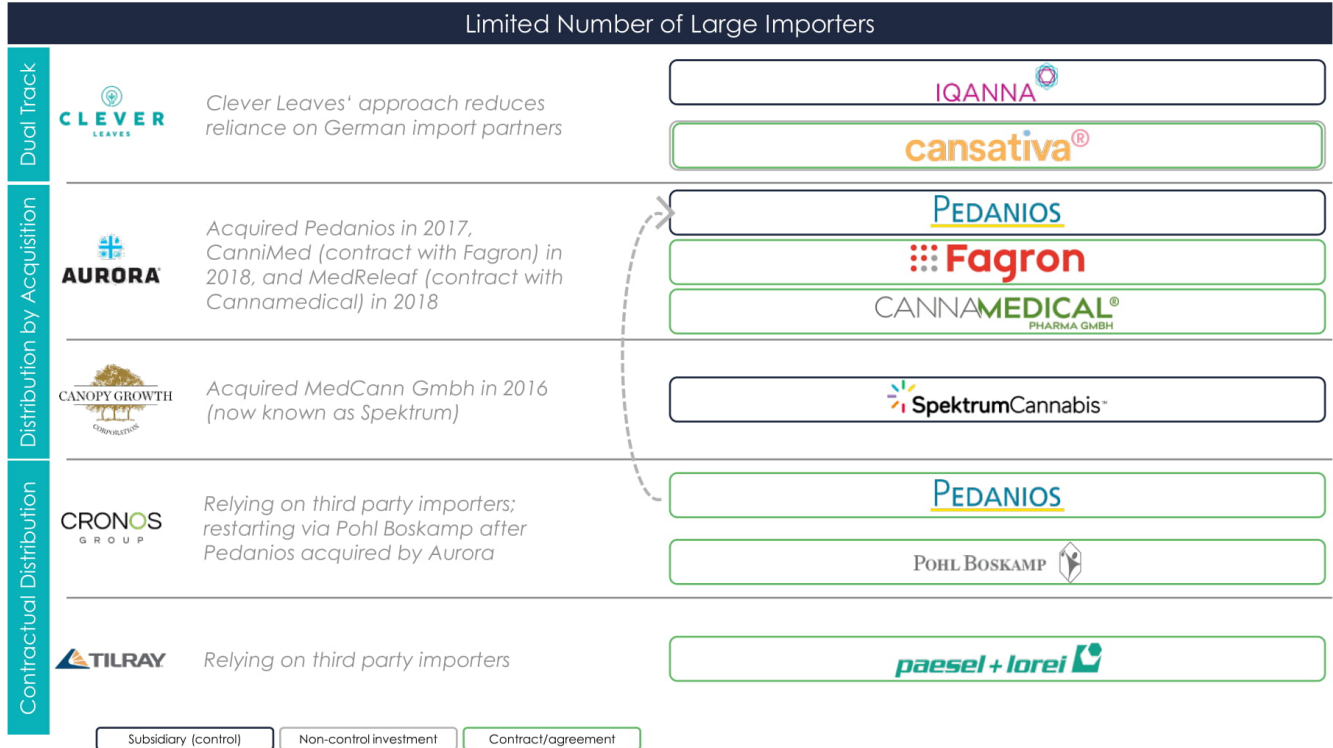 Limited Number of Large Importers
Dual Track
CLEVER
LEAVES
Clever Leaves‘ approach reduces
reliance on German import partners
IQANNA
cansativa®
Distribution by Acquisition
AURORA
Acquired Pedanios in 2017,
CanniMed (contract with Fagron) in
2018, and MedReleaf (contract with
Cannamedical) in 2018
PEDANIOS
Fagron
CANNAMEDICAL®
PHARMA GMBH
CANOPY GROWTH
CORPORATION
Acquired MedCann Gmbh in 2016
(now known as Spektrum)
SpektrumCannabis™
Contractual Distribution
CRONOS
GROUP
Relying on third party importers;
restarting via Pohl Boskamp after
Pedanios acquired by Aurora
PEDANIOS
POHL BOSKAMP
TILRAY
Relying on third party importers
paesel+lorei
Subsidiary (control)
Non-control investment
Contract/agreement